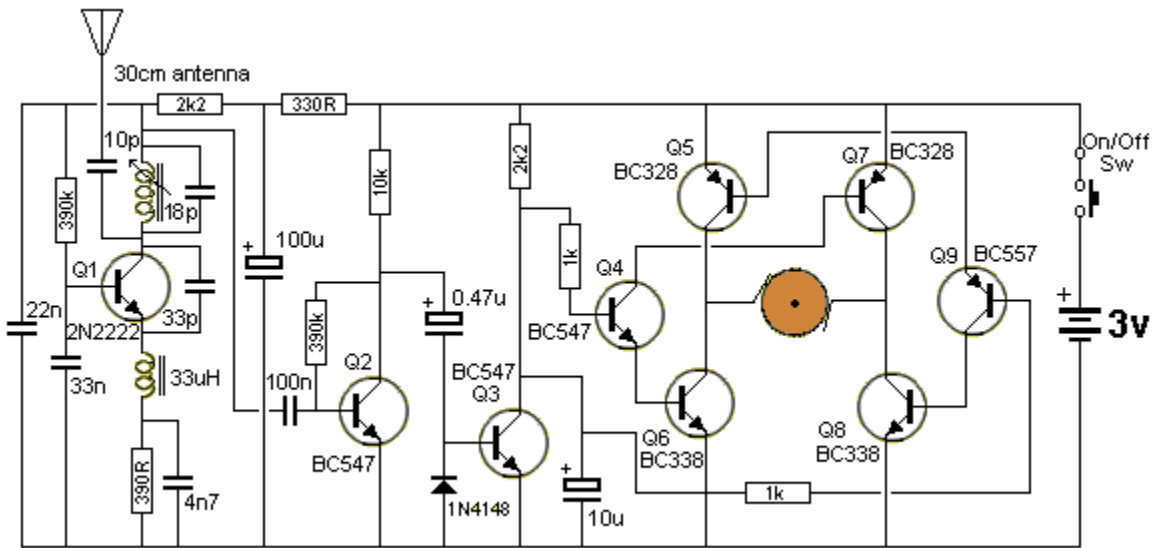 30cm antenna
2k2
330R
10p
18p
390k
Q1
33p
2N2222
22n
33n
33uH
390R
4n7
100u
+
10k
390k
100n
Q2
BC547
+
0.47u
BC547
Q3
1N4148
2k2
1k
+
10u
Q4
BC547
Q5
BC328
Q6
BC338
Q7
BC328
Q8
BC338
Q9
BC557
1k
On/Off
Sw
+
3v